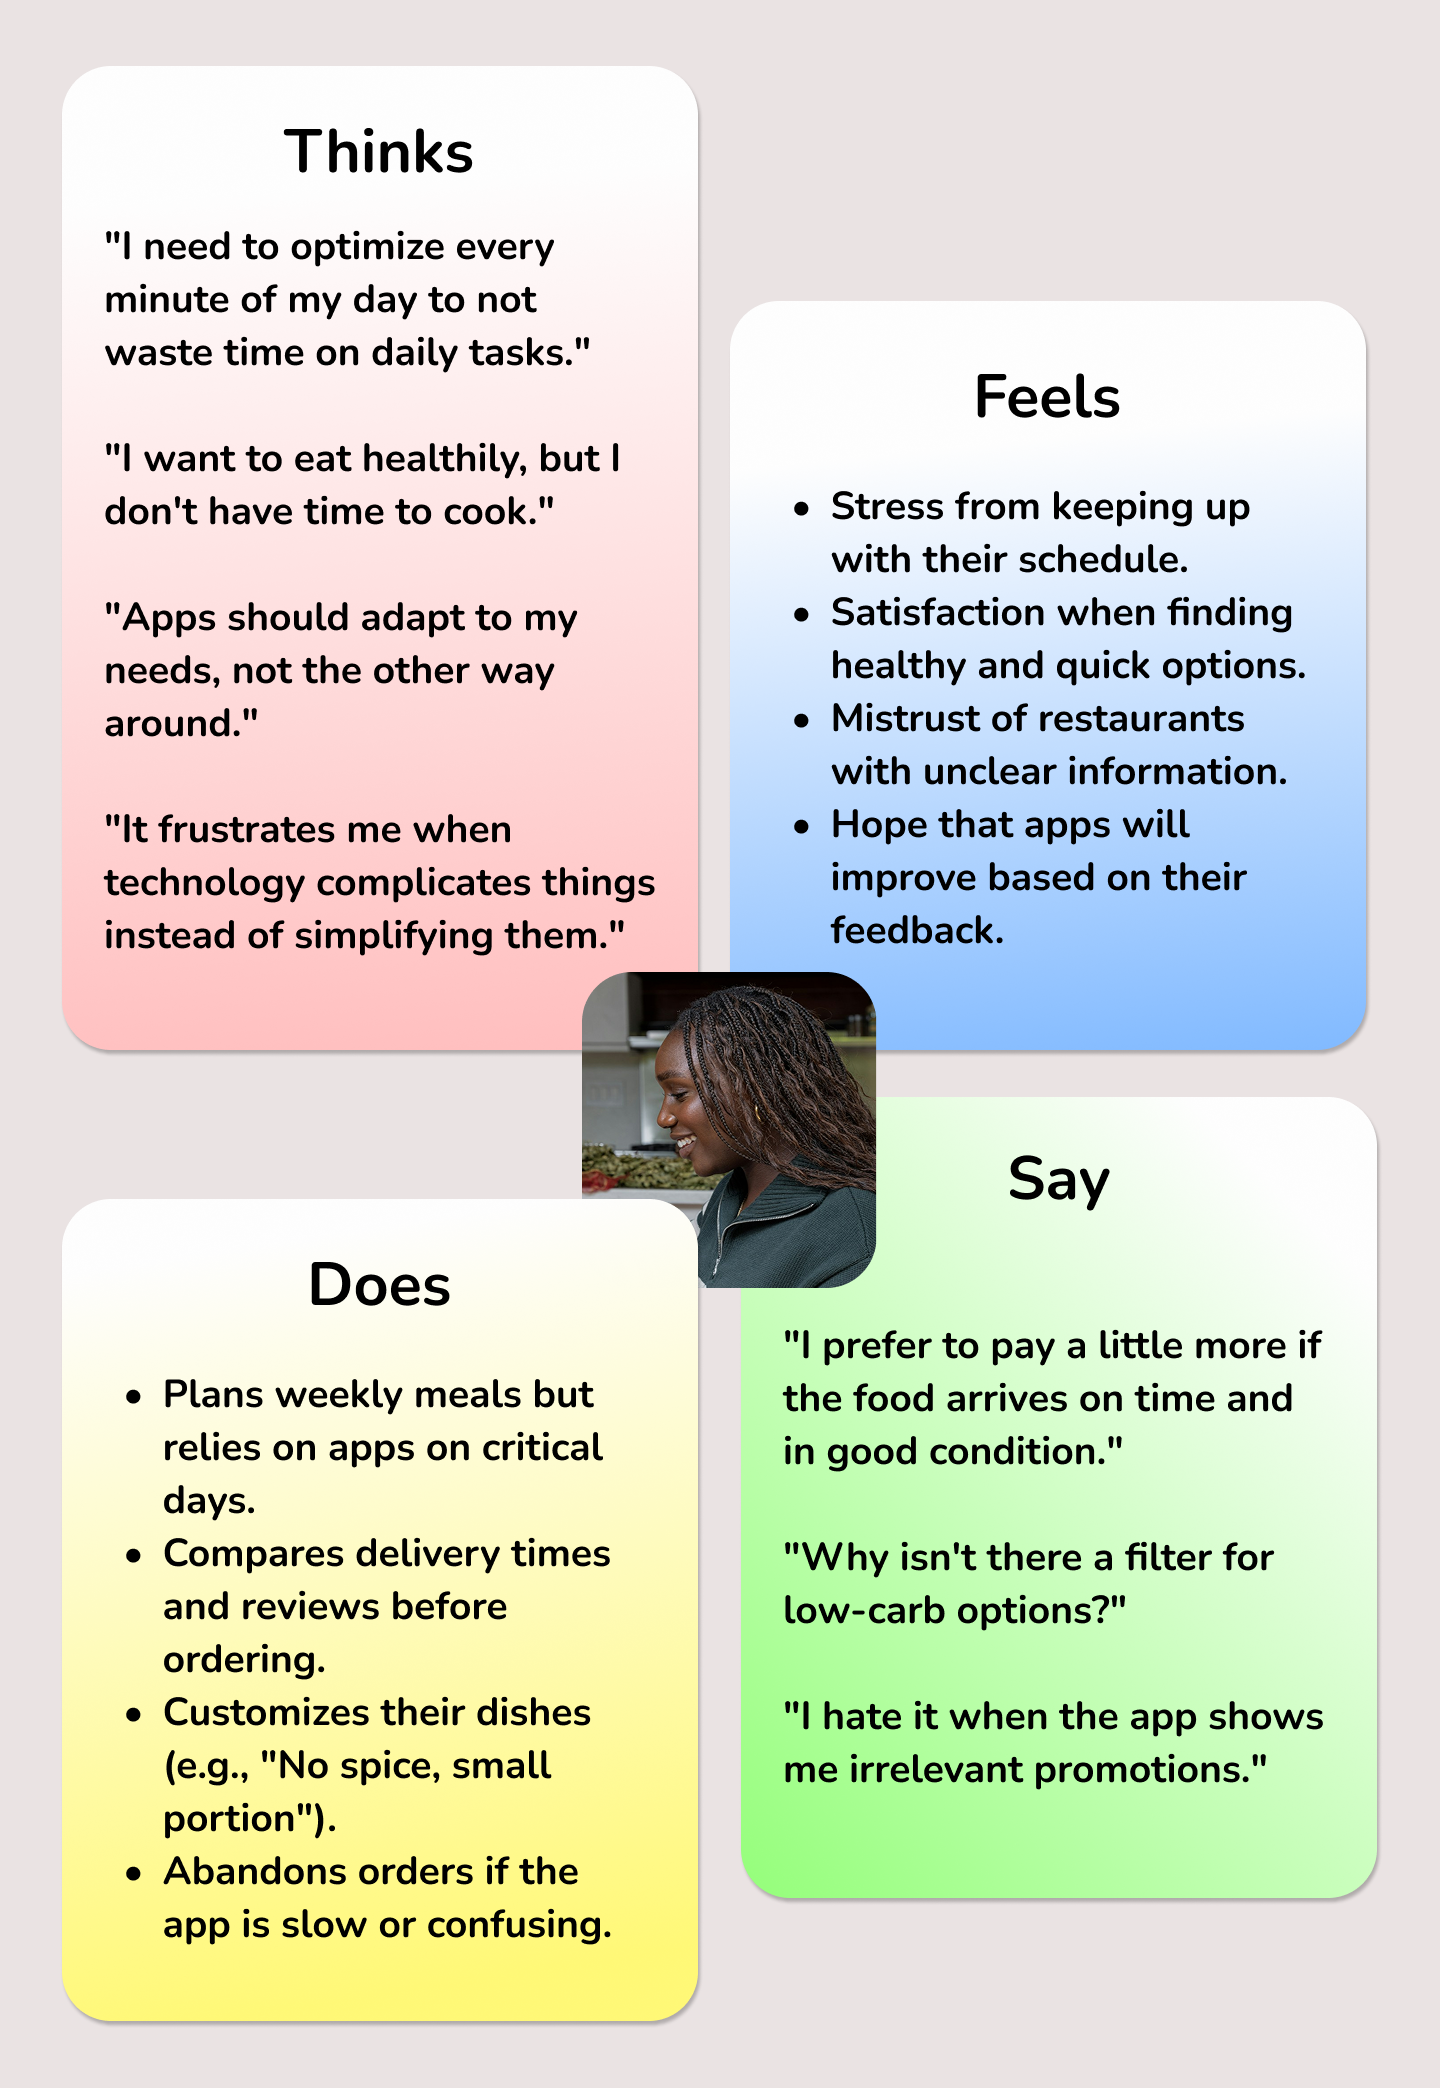 Thinks
"I need to optimize every
minute of my day to not
waste time on daily tasks."
"I want to eat healthily, but I
don't have time to cook."
"Apps should adapt to my
needs, not the other way
around."
"It frustrates me when
technology complicates things
instead of simplifying them."
Feels
• Stress from keeping up
with their schedule.
• Satisfaction when finding
healthy and quick options.
• Mistrust of restaurants
with unclear information.
• Hope that apps will
improve based on their
feedback.
Does
• Plans weekly meals but
relies on apps on critical
days.
• Compares delivery times
and reviews before
ordering.
• Customizes their dishes
(e.g., "No spice, small
portion").
• Abandons orders if the
app is slow or confusing.
Say
"I prefer to pay a little more if
the food arrives on time and
in good condition."
"Why isn't there a filter for
low-carb options?"
"I hate it when the app shows
me irrelevant promotions."